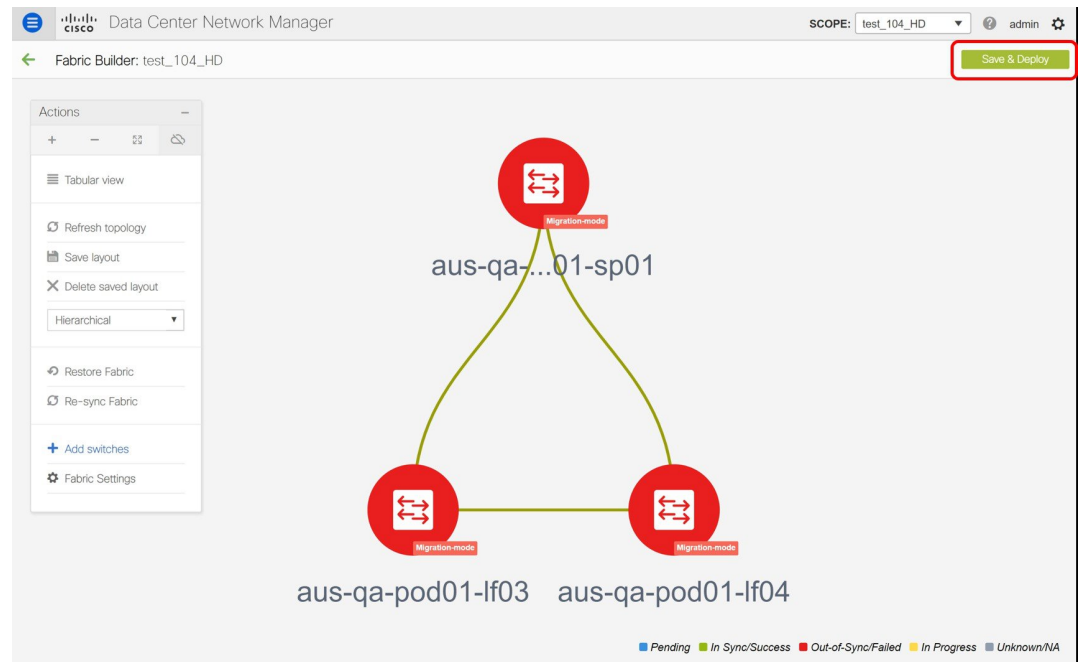 cisco Data Center Network Manager SCOPE: test_104_HD admin
Fabric Builder: test_104_HD Save & Deploy
Actions
Tabular view
Refresh topology
Save layout
Delete saved layout
Hierarchical
Restore Fabric
Re-sync Fabric
Add switches
Fabric Settings
Migration-mode
aus-qa-...01-sp01
Migration-mode Migration-mode
aus-qa-pod01-lf03 aus-qa-pod01-lf04
Pending In Sync/Success Out-of-Sync/Failed In Progress Unknown/NA